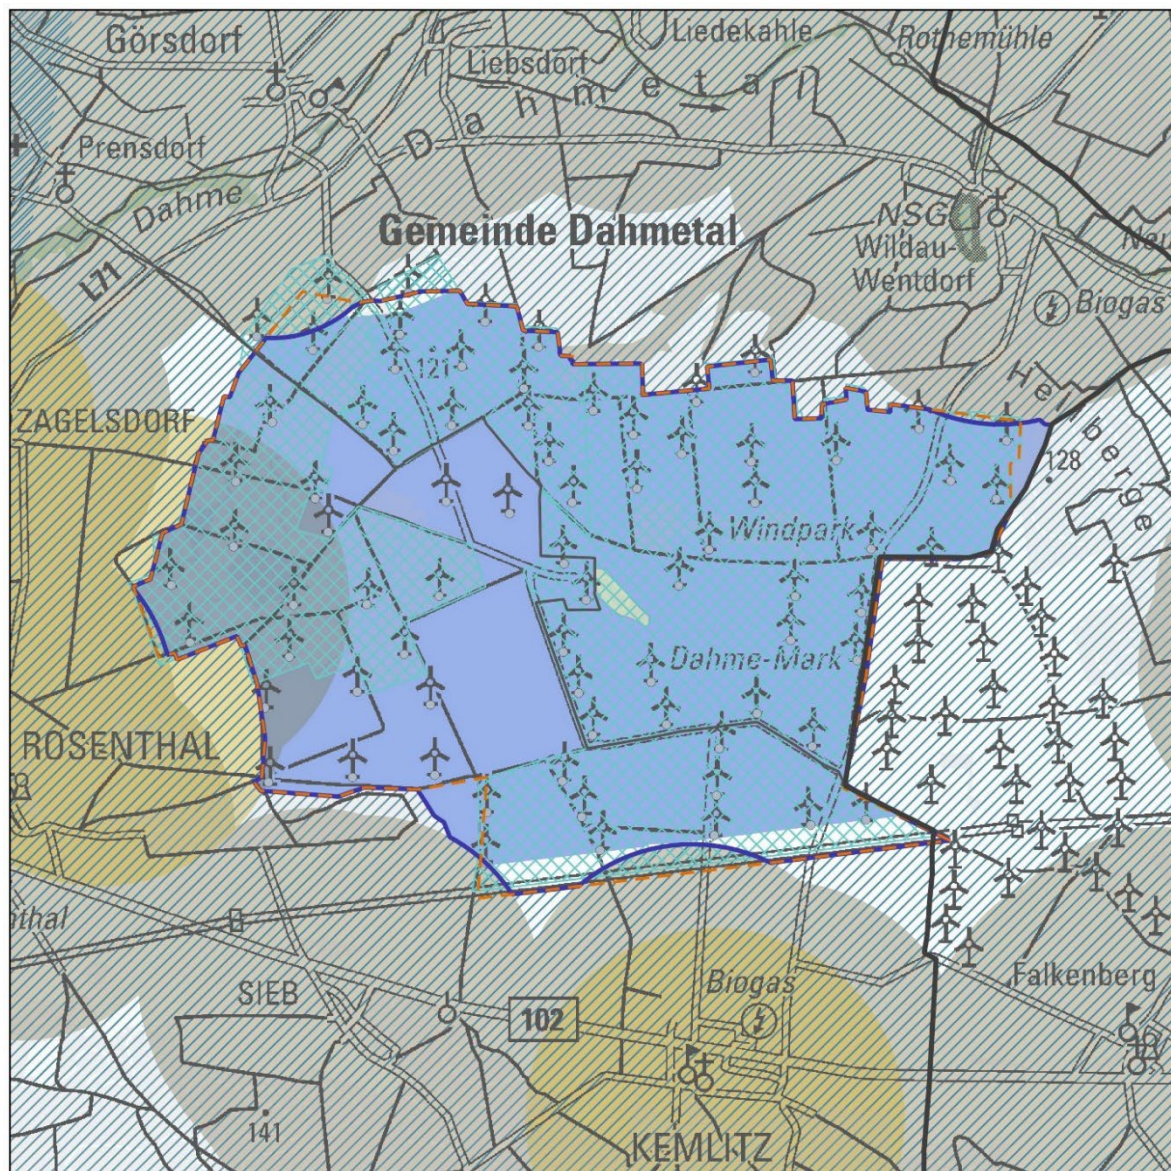 Görsdorf
Liebsdorf
Liedekahle
Rothemühle
Prensdorf
Dahmetal
Dahme
L71
Gemeinde Dahmetal
NSG
Wildau-
Wentdorf
Biogas
121
ZAGELSDORF
128
Windpark
Dahme-Mark
ROSENTHAL
thal
SIEB
102
Biogas
Falkenberg
141
KEMLITZ